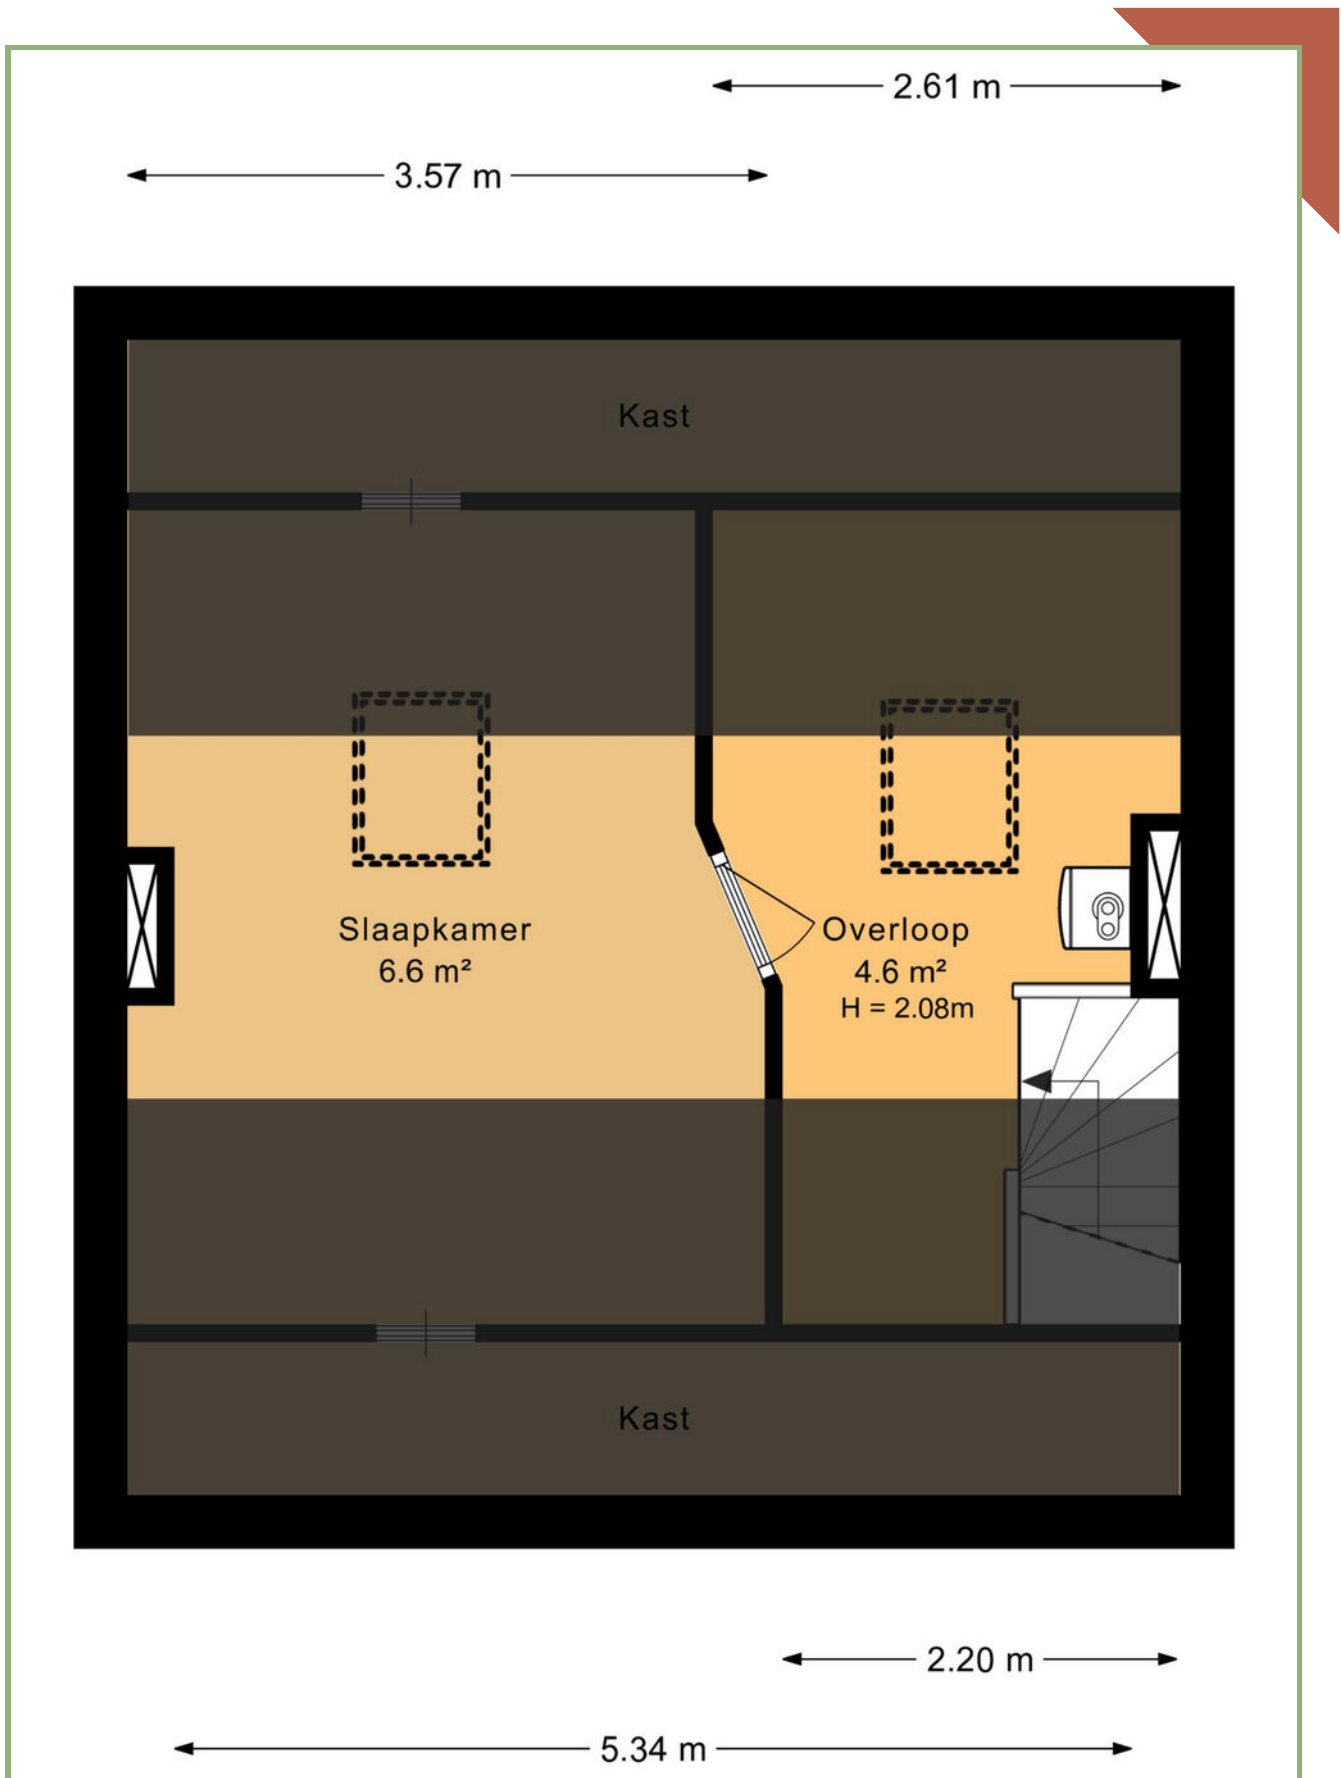 2.61 m
3.57 m
Kast
Slaapkamer
6.6 m²
Overloop
4.6 m²
H = 2.08m
Kast
2.20 m
5.34 m